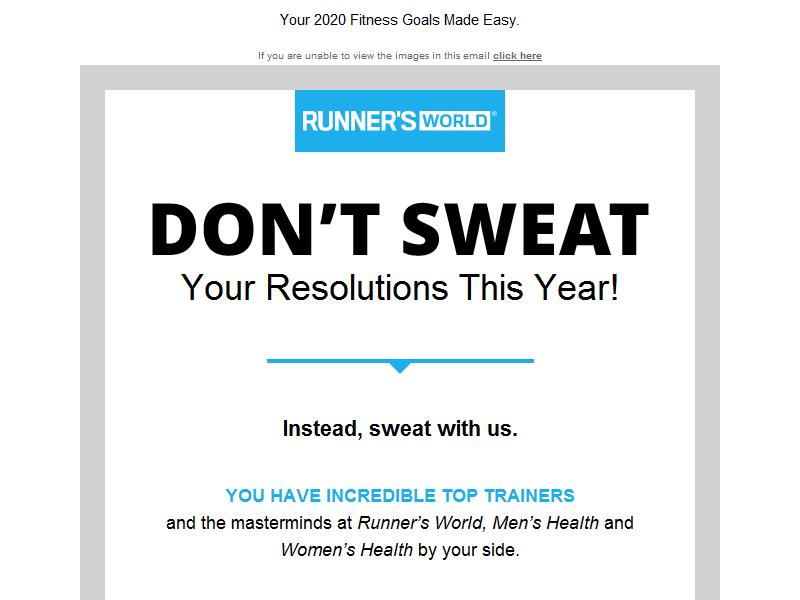 Your 2020 Fitness Goals Made Easy.
If you are unable to view the images in this email click here
RUNNER'S WORLD®
DON’T SWEAT
Your Resolutions This Year!
Instead, sweat with us.
YOU HAVE INCREDIBLE TOP TRAINERS
and the masterminds at Runner’s World, Men’s Health and
Women’s Health by your side.